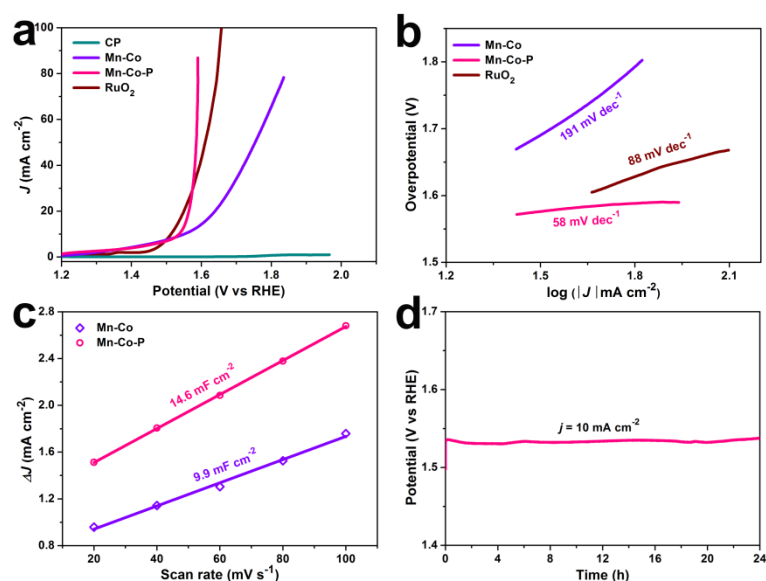 a
CP
Mn-Co
Mn-Co-P
RuO2
100
80
60
40
20
0
J (mA cm-2)
1.2 1.4 1.6 1.8 2.0
Potential (V vs RHE)
b
Mn-Co
Mn-Co-P
RuO2
191 mV dec-1
88 mV dec-1
58 mV dec-1
1.8
1.7
1.6
1.5
Overpotential (V)
1.2 1.5 1.8 2.1
log (|J|mA cm-2)
c
Mn-Co
Mn-Co-P
14.6 mF cm-2
9.9 mF cm-2
2.8
2.4
2.0
1.6
1.2
0.8
ΔJ (mA cm-2)
20 40 60 80 100
Scan rate (mV s-1)
d
j = 10 mA cm-2
1.7
1.6
1.5
1.4
Potential (V vs RHE)
0 4 8 12 16 20 24
Time (h)